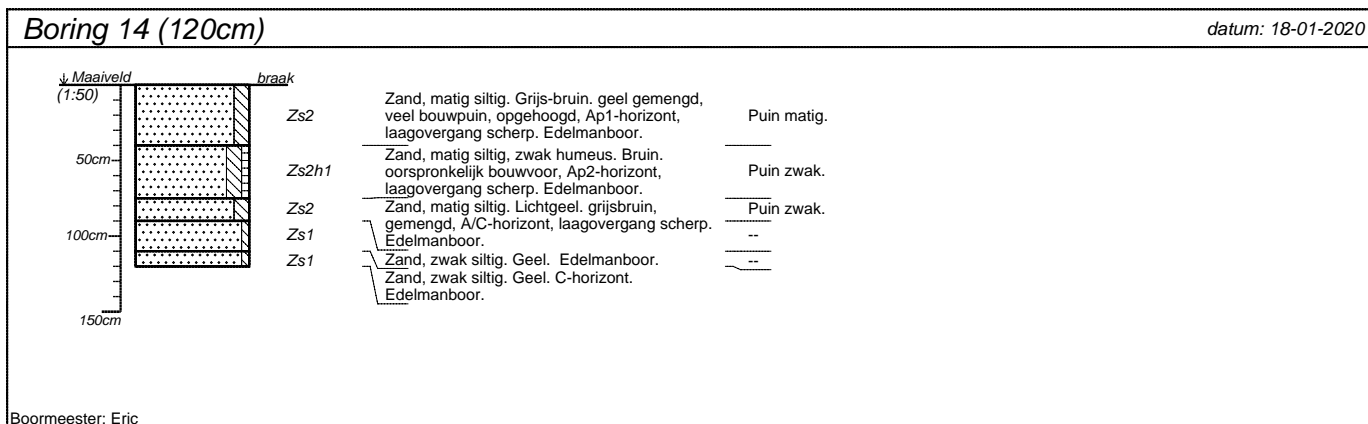 Boring 14 (120cm)
datum: 18-01-2020
Maaiveld
braak
(1:50)
50cm
100cm
150cm
Zs2
Zand, matig siltig. Grijs-bruin. geel gemengd,
veel bouwpuin, opgehoogd, Ap1-horizont,
laagovergang scherp. Edelmanboor.
Puin matig.
Zs2h1
Zand, matig siltig, zwak humeus. Bruin.
oorspronkelijk bouwvoor, Ap2-horizont,
laagovergang scherp. Edelmanboor.
Puin zwak.
Zs2
Zand, matig siltig. Lichtgeel. grijsbruin,
gemengd, A/C-horizont, laagovergang scherp.
Edelmanboor.
Puin zwak.
Zs1
Zand, zwak siltig. Geel. Edelmanboor.
--
Zs1
Zand, zwak siltig. Geel. C-horizont.
Edelmanboor.
--
Boormeester: Eric